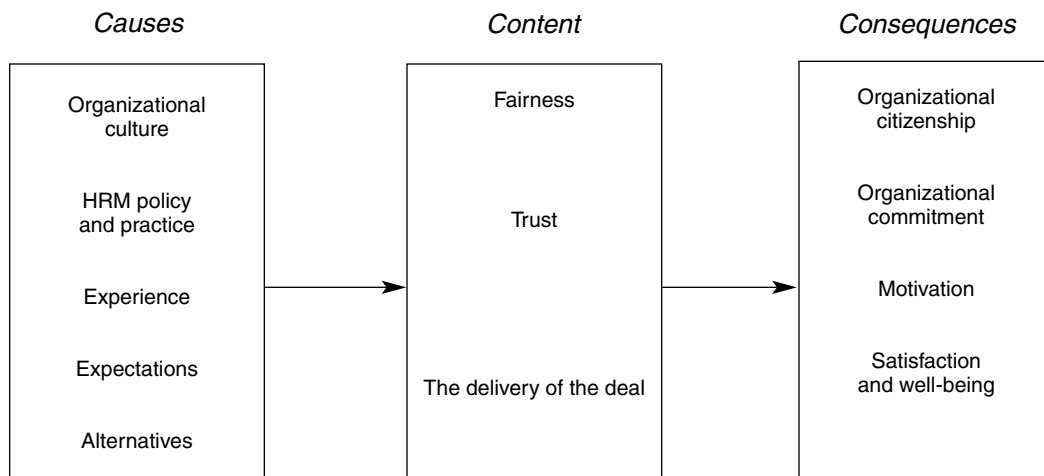 Causes
Content
Consequences
Organizational
culture
HRM policy
and practice
Experience
Expectations
Alternatives
Fairness
Trust
The delivery of the deal
Organizational
citizenship
Organizational
commitment
Motivation
Satisfaction
and well-being